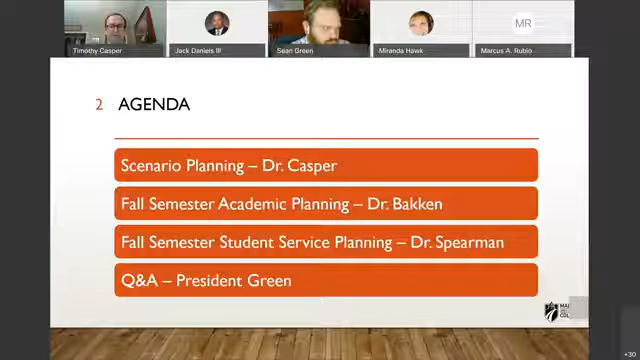 MR
Timothy Casper
Jack Daniels III
Sean Green
Miranda Hawk
Marcus A. Rubio
2 AGENDA
Scenario Planning – Dr. Casper
Fall Semester Academic Planning – Dr. Bakken
Fall Semester Student Service Planning – Dr. Spearman
Q&A – President Green
+30